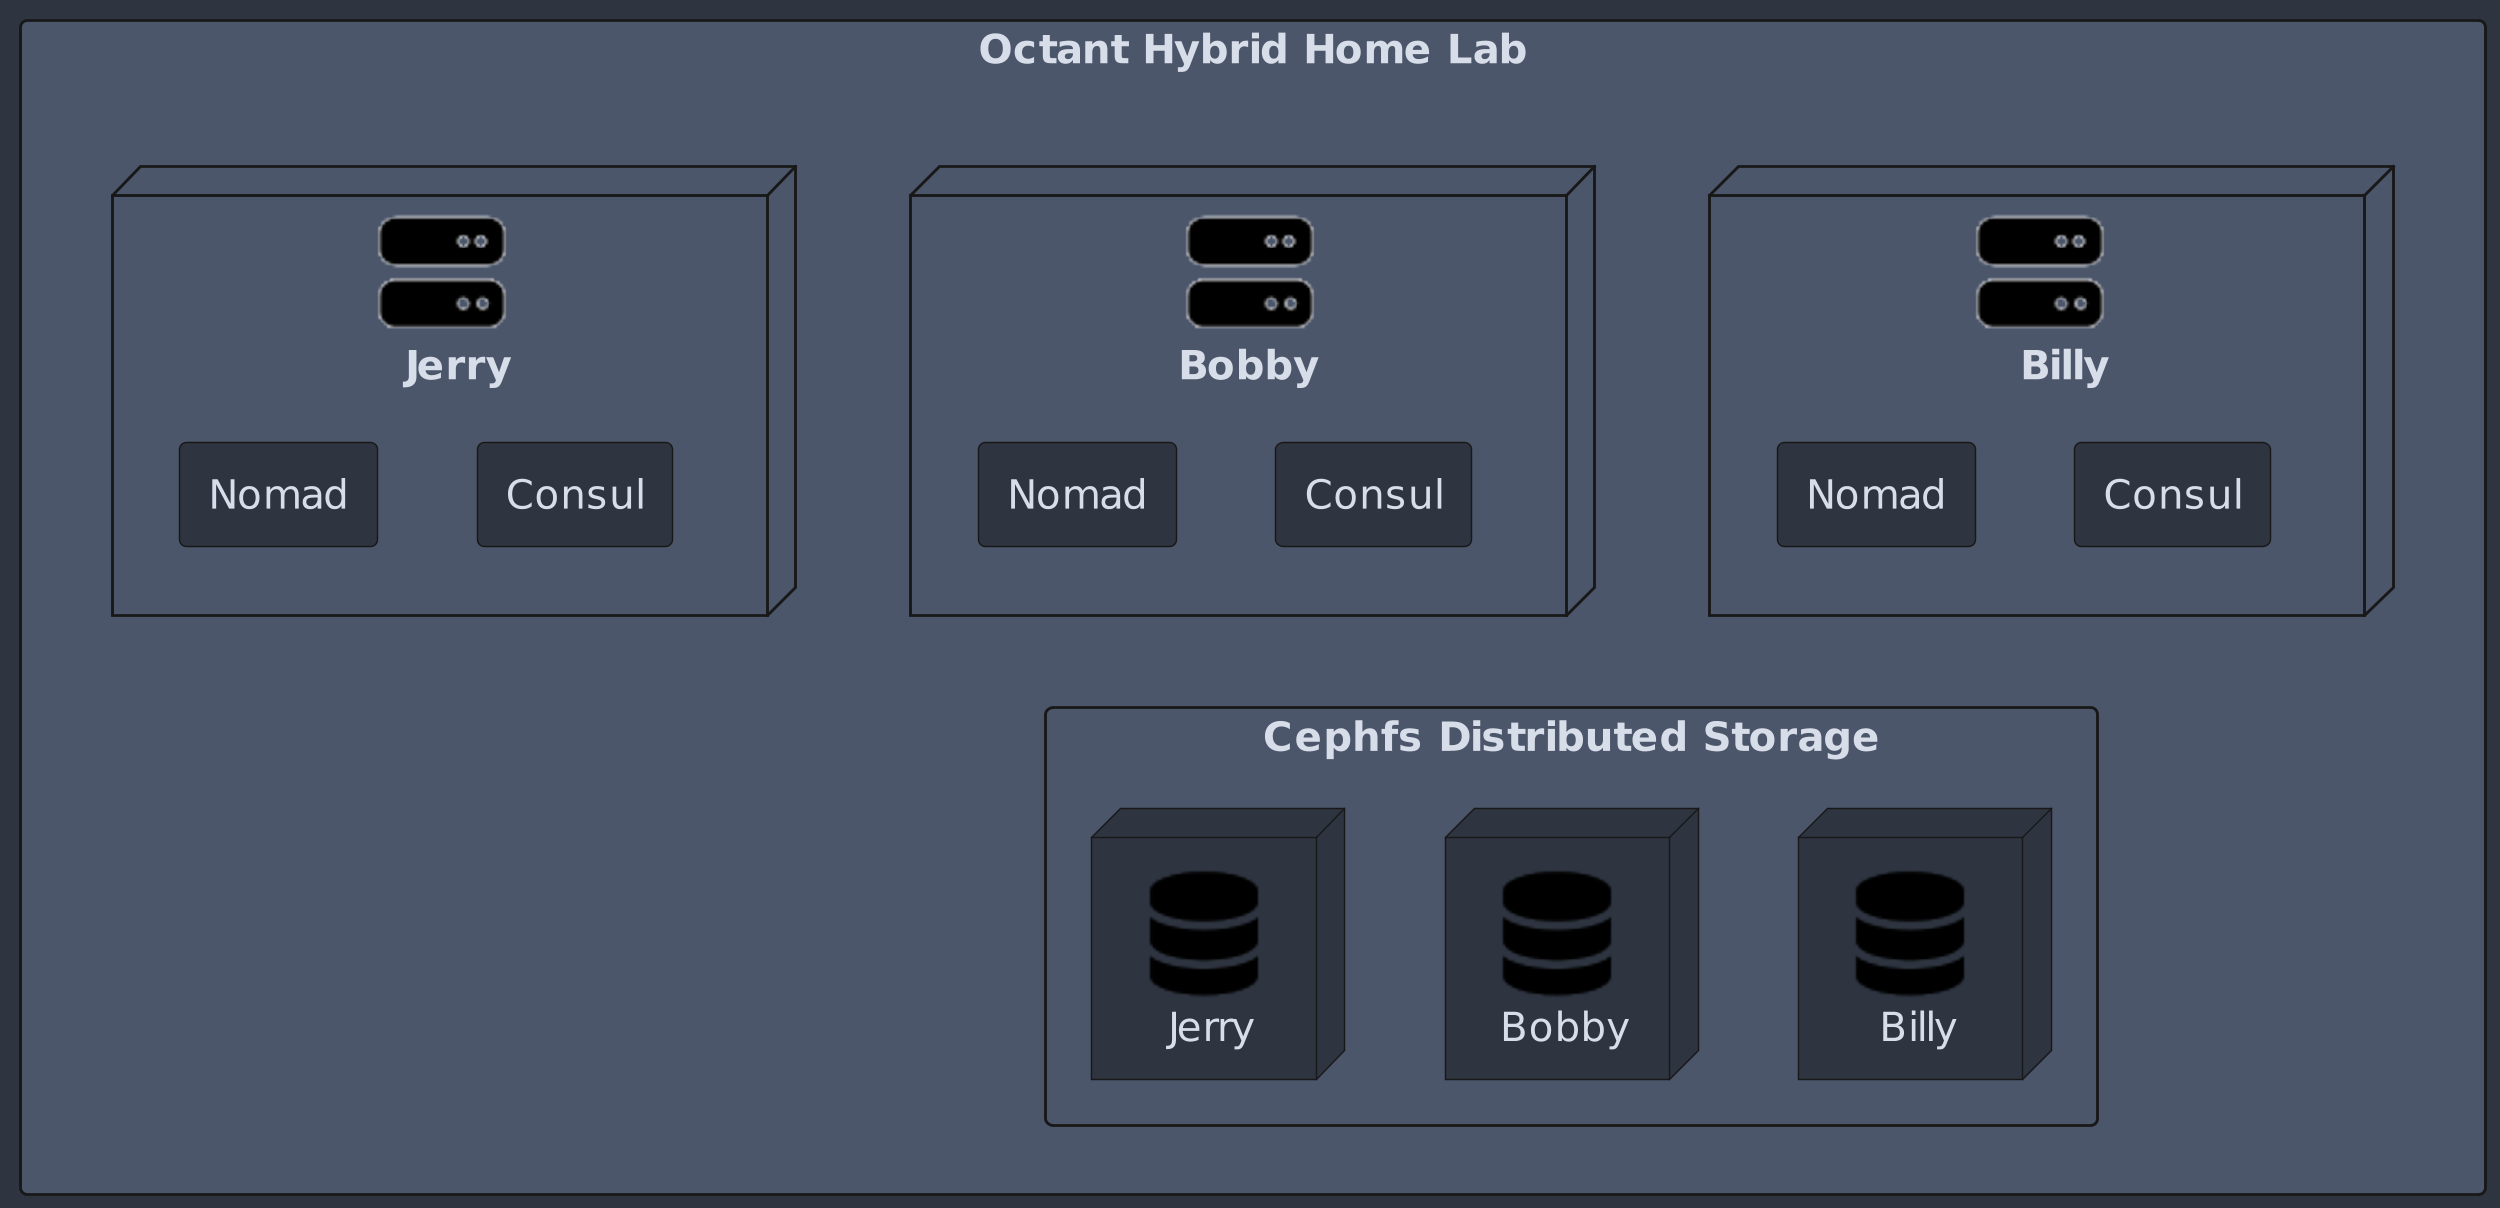 Octant Hybrid Home Lab
Jerry
Bobby
Billy
Nomad
Consul
Nomad
Consul
Nomad
Consul
Cephfs Distributed Storage
Jerry
Bobby
Billy